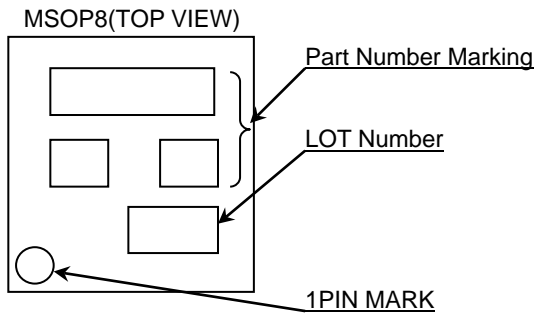 MSOP8(TOP VIEW)
Part Number Marking
LOT Number
1PIN MARK